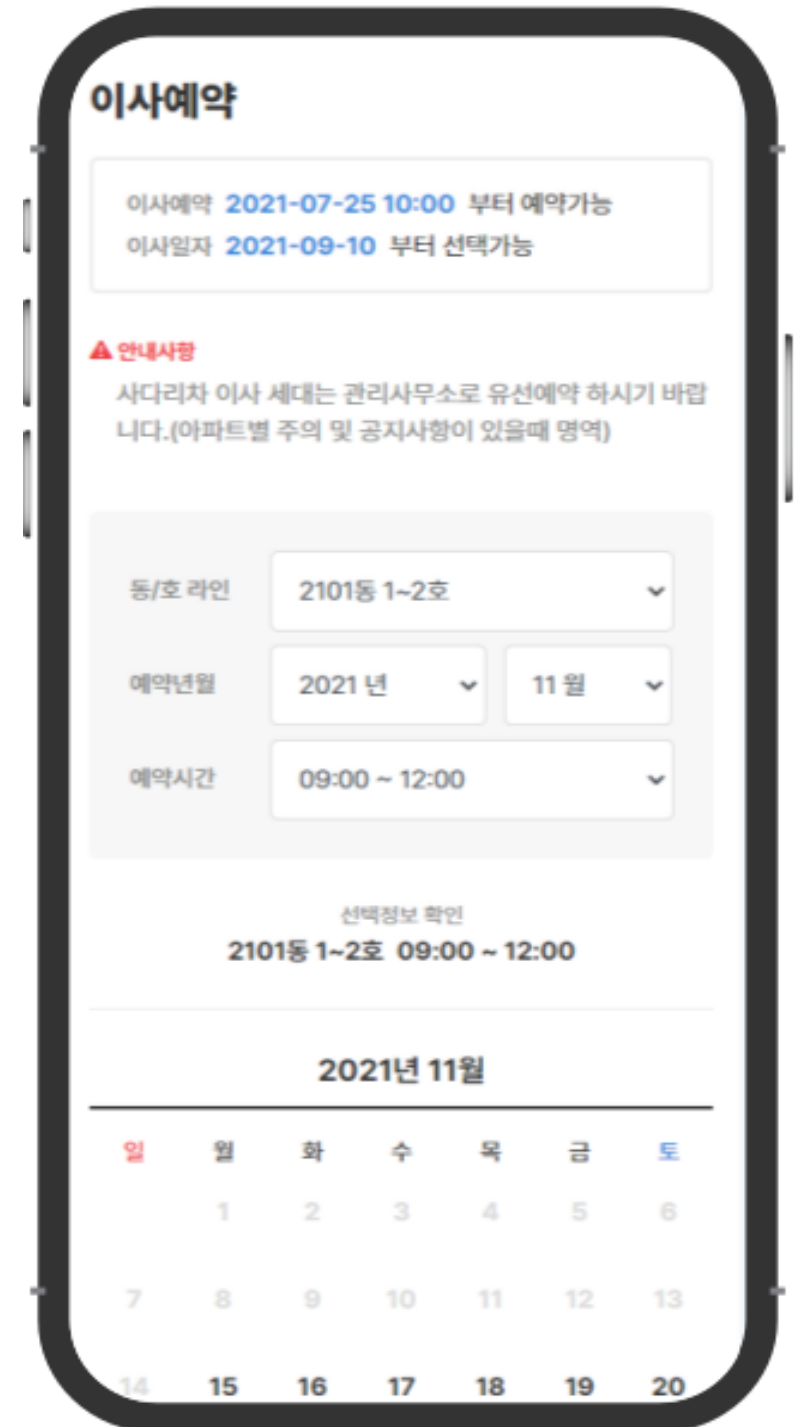 이사예약
이사예약 2021-07-25 10:00 부터 예약가능
이사일자 2021-09-10 부터 선택가능
안내사항
사다리차 이사 세대는 관리사무소로 유선예약 하시기 바랍
니다.(아파트별 주의 및 공지사항이 있을때 명역)
동/호 라인 2101동 1~2호
예약년월 2021 년 11 월
예약시간 09:00 ~ 12:00
선택정보 확인
2101동 1~2호 09:00 ~ 12:00
2021년 11월
일 월 화 수 목 금 토
1 2 3 4 5 6
7 8 9 10 11 12 13
14 15 16 17 18 19 20